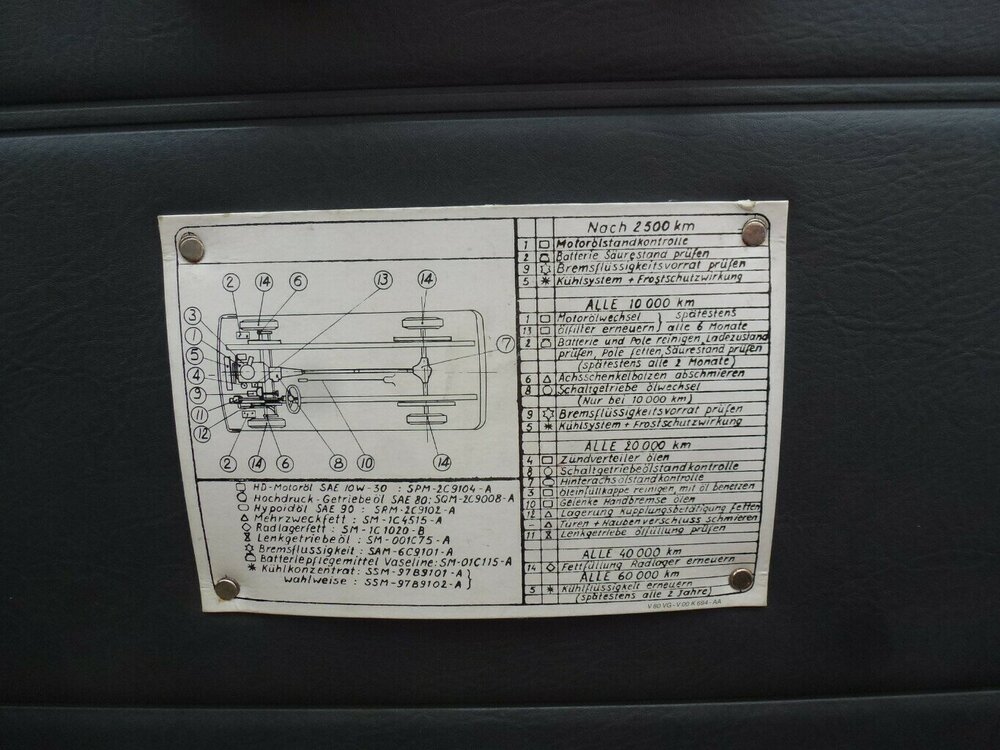 2 14 6 13 14
3
1
5
4
3
11
12
7
2 14 6 8 10 14
HD-Motoröl SAE 10W-30 : SPM-2C9104-A
Hochdruck-Getriebeöl SAE 80: SQM-2C9008-A
Hypoidöl SAE 90 : SPM-2C9102-A
Mehrzweckfett : SM-1C4515-A
Radlagerfett : SM-1C1020-B
Lenkgetriebeöl : SM-001C75-A
Bremsflüssigkeit : SAM-6C9101-A
Batteriepflegemittel Vaseline: SM-01C115-A
* Kühlkonzentrat : SSM-97B9101-A
wahlweise : SSM-97B9102-A }
Nach 2500 km
1 Motorölstandkontrolle
2 Batterie Säurestand prüfen
9 Bremsflüssigkeitsvorrat prüfen
5 * Kühlsystem + Frostschutzwirkung
ALLE 10 000 km
1 Motorölwechsel } spätestens
13 Ölfilter erneuern } alle 6 Monate
2 Batterie und Pole reinigen, Ladezustand
prüfen, Pole fetten, Säurestand prüfen
(spätestens alle 2 Monate)
6 Achsschenkelbolzen abschmieren
8 Schaltgetriebe ölwechsel
(Nur bei 10 000 km)
9 Bremsflüssigkeitsvorrat prüfen
5 * Kühlsystem + Frostschutzwirkung
ALLE 20 000 km
4 Zündverteiler ölen
8 Schaltgetriebeölstandkontrolle
7 Hinterachsölstandkontrolle
3 Öleinfüllkappe reinigen, mit öl benetzen
10 Gelenke Handbremse ölen
12 Lagerung Kupplungsbetätigung fetten
- Türen + Haubenverschluss schmieren
11 Lenkgetriebe ölfüllung prüfen
ALLE 40 000 km
14 Fettfüllung Radlager erneuern
ALLE 60 000 km
5 * Kühlflüssigkeit erneuern
(spätestens alle 2 Jahre)
V 80 VG - V 00 K 694 - AA